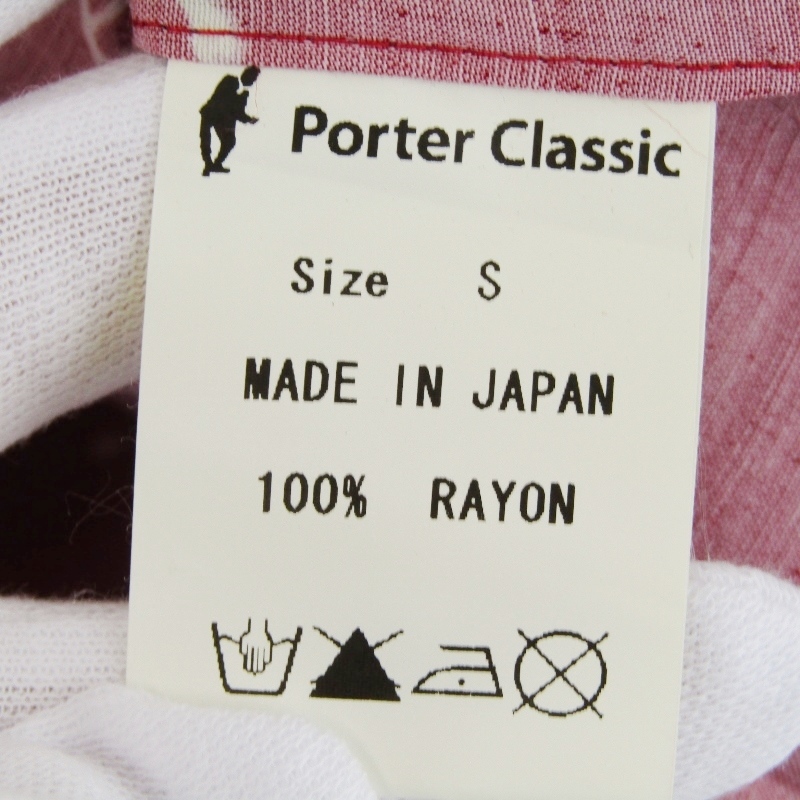 Porter Classic
Size S
MADE IN JAPAN
100% RAYON